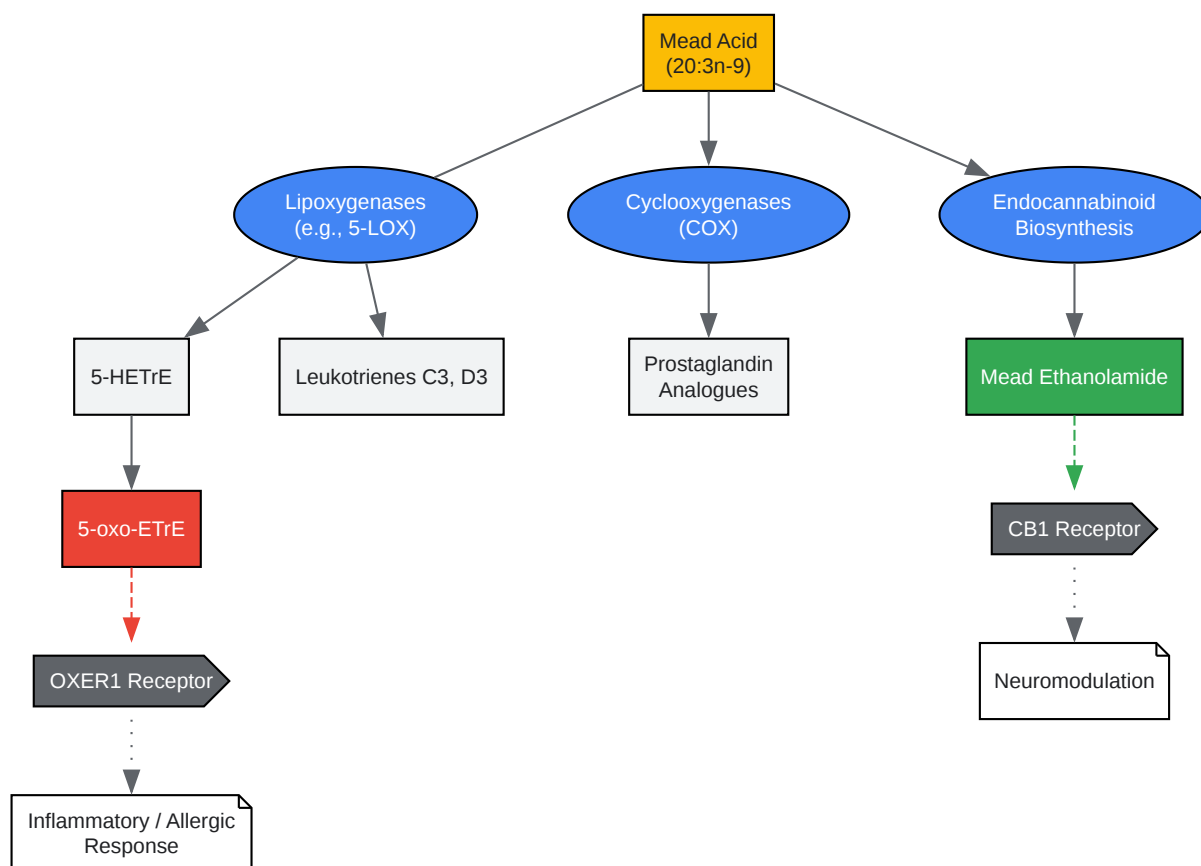 Mead Acid
(20:3n-9)
Lipoxygenases
(e.g., 5-LOX)
Cyclooxygenases
(COX)
Endocannabinoid
Biosynthesis
5-HETrE
Leukotrienes C3, D3
Prostaglandin
Analogues
Mead Ethanolamide
5-oxo-ETrE
CB1 Receptor
OXER1 Receptor
Neuromodulation
Inflammatory / Allergic
Response